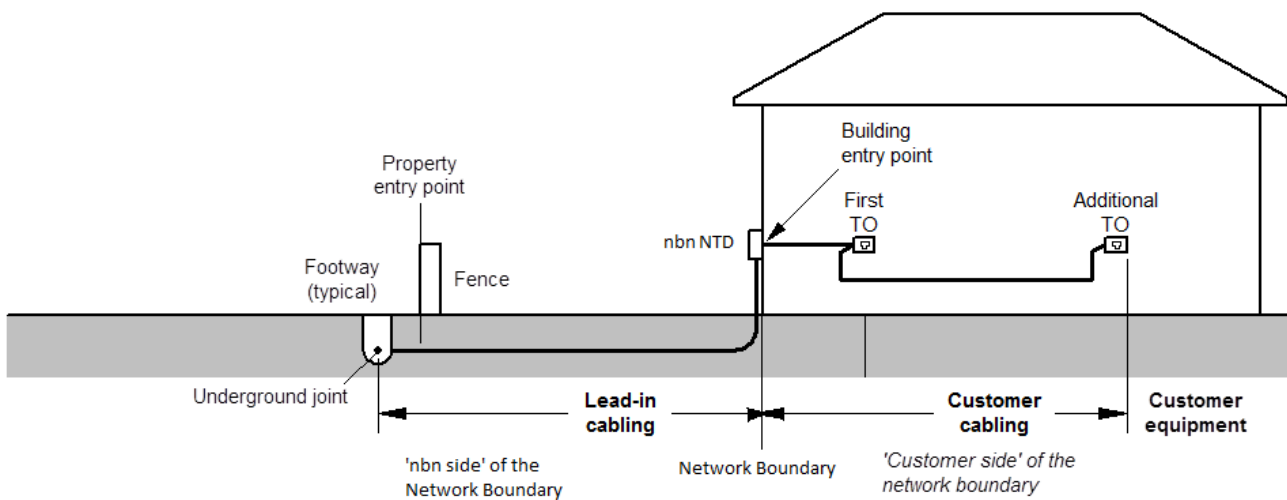 Building
entry point
Property
entry point
First
TO
Additional
TO
nbn NTD
Footway
(typical)
Fence
Underground joint
Lead-in
cabling
Customer
cabling
Customer
equipment
'nbn side' of the
Network Boundary
Network Boundary
'Customer side' of the
network boundary